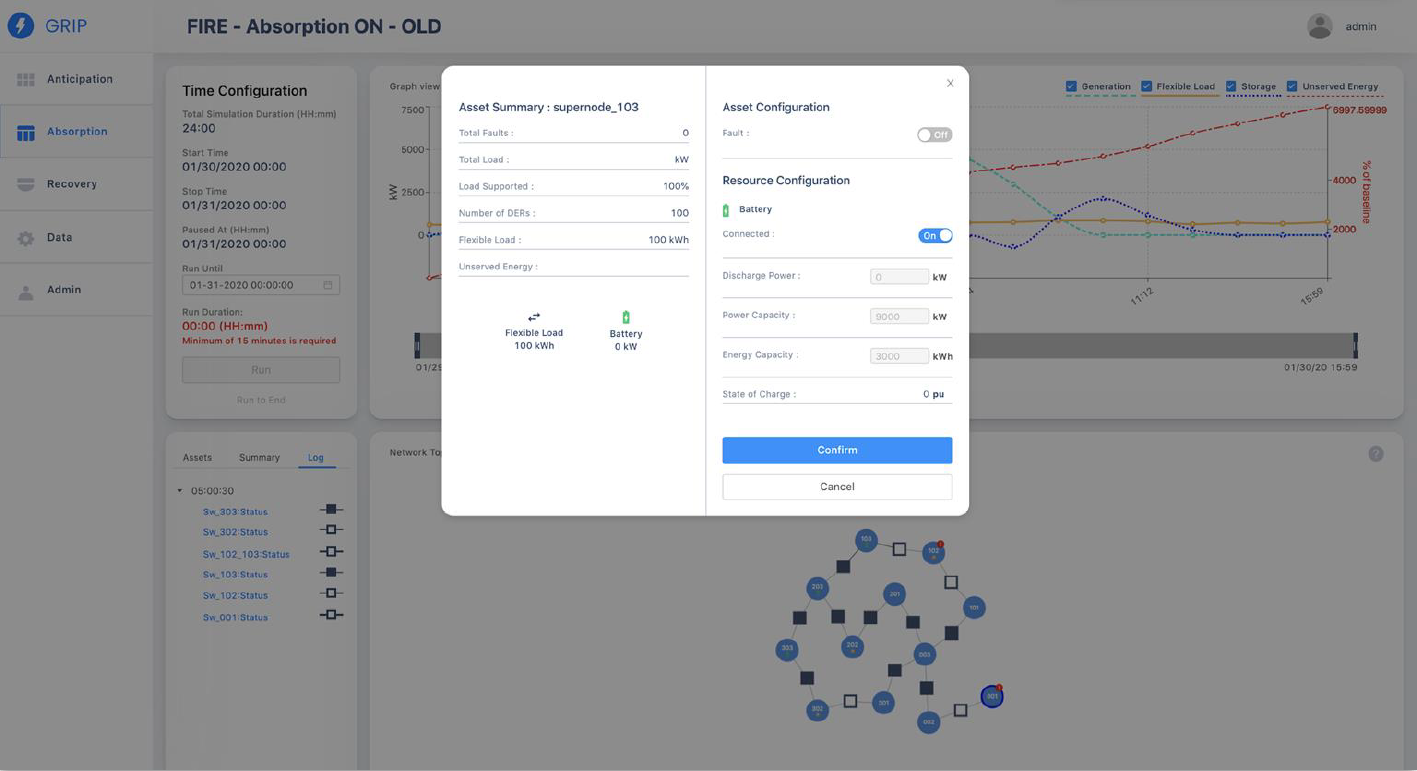 GRIP
FIRE - Absorption ON - OLD
admin
Anticipation
Absorption
Recovery
Data
Admin
Time Configuration
Total Simulation Duration (HH:mm)
24:00
Start Time
01/30/2020 00:00
Stop Time
01/31/2020 00:00
Paused At (HH:mm)
01/31/2020 00:00
Run Until
01-31-2020 00:00:00
Run Duration:
00:00 (HH:mm)
Minimum of 15 minutes is required
Run
Run to End
Graph view
Generation
Flexible Load
Storage
Unserved Energy
7500
5000
2500
0
kW
6997.59999
4000
2000
% of baseline
11:12
15:59
01/30/20 15:59
Asset Summary : supernode_103
Total Faults : 0
Total Load : kW
Load Supported : 100%
Number of DERs : 100
Flexible Load : 100 kWh
Unserved Energy :
Flexible Load
100 kWh
Battery
0 kW
Asset Configuration
Fault : Off
Resource Configuration
Battery
Connected : On
Discharge Power : 0 kW
Power Capacity : 9000 kW
Energy Capacity : 3000 kWh
State of Charge : 0 pu
Confirm
Cancel
Assets Summary Log
05:00:30
Sw_303:Status
Sw_302:Status
Sw_102_103:Status
Sw_103:Status
Sw_102:Status
Sw_001:Status
Network
?
102
203
201
101
303
202
003
302
301
002